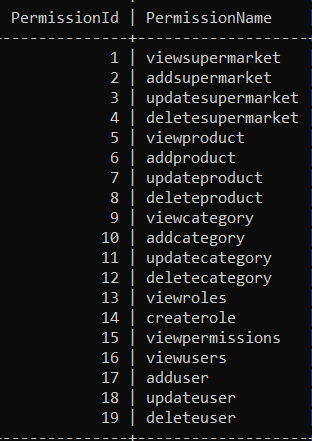 PermissionId | PermissionName
--------------+--------------------
1 | viewsupermarket
2 | addsupermarket
3 | updatesupermarket
4 | deletesupermarket
5 | viewproduct
6 | addproduct
7 | updateproduct
8 | deleteproduct
9 | viewcategory
10 | addcategory
11 | updatecategory
12 | deletecategory
13 | viewroles
14 | createrole
15 | viewpermissions
16 | viewusers
17 | adduser
18 | updateuser
19 | deleteuser
--------------+--------------------